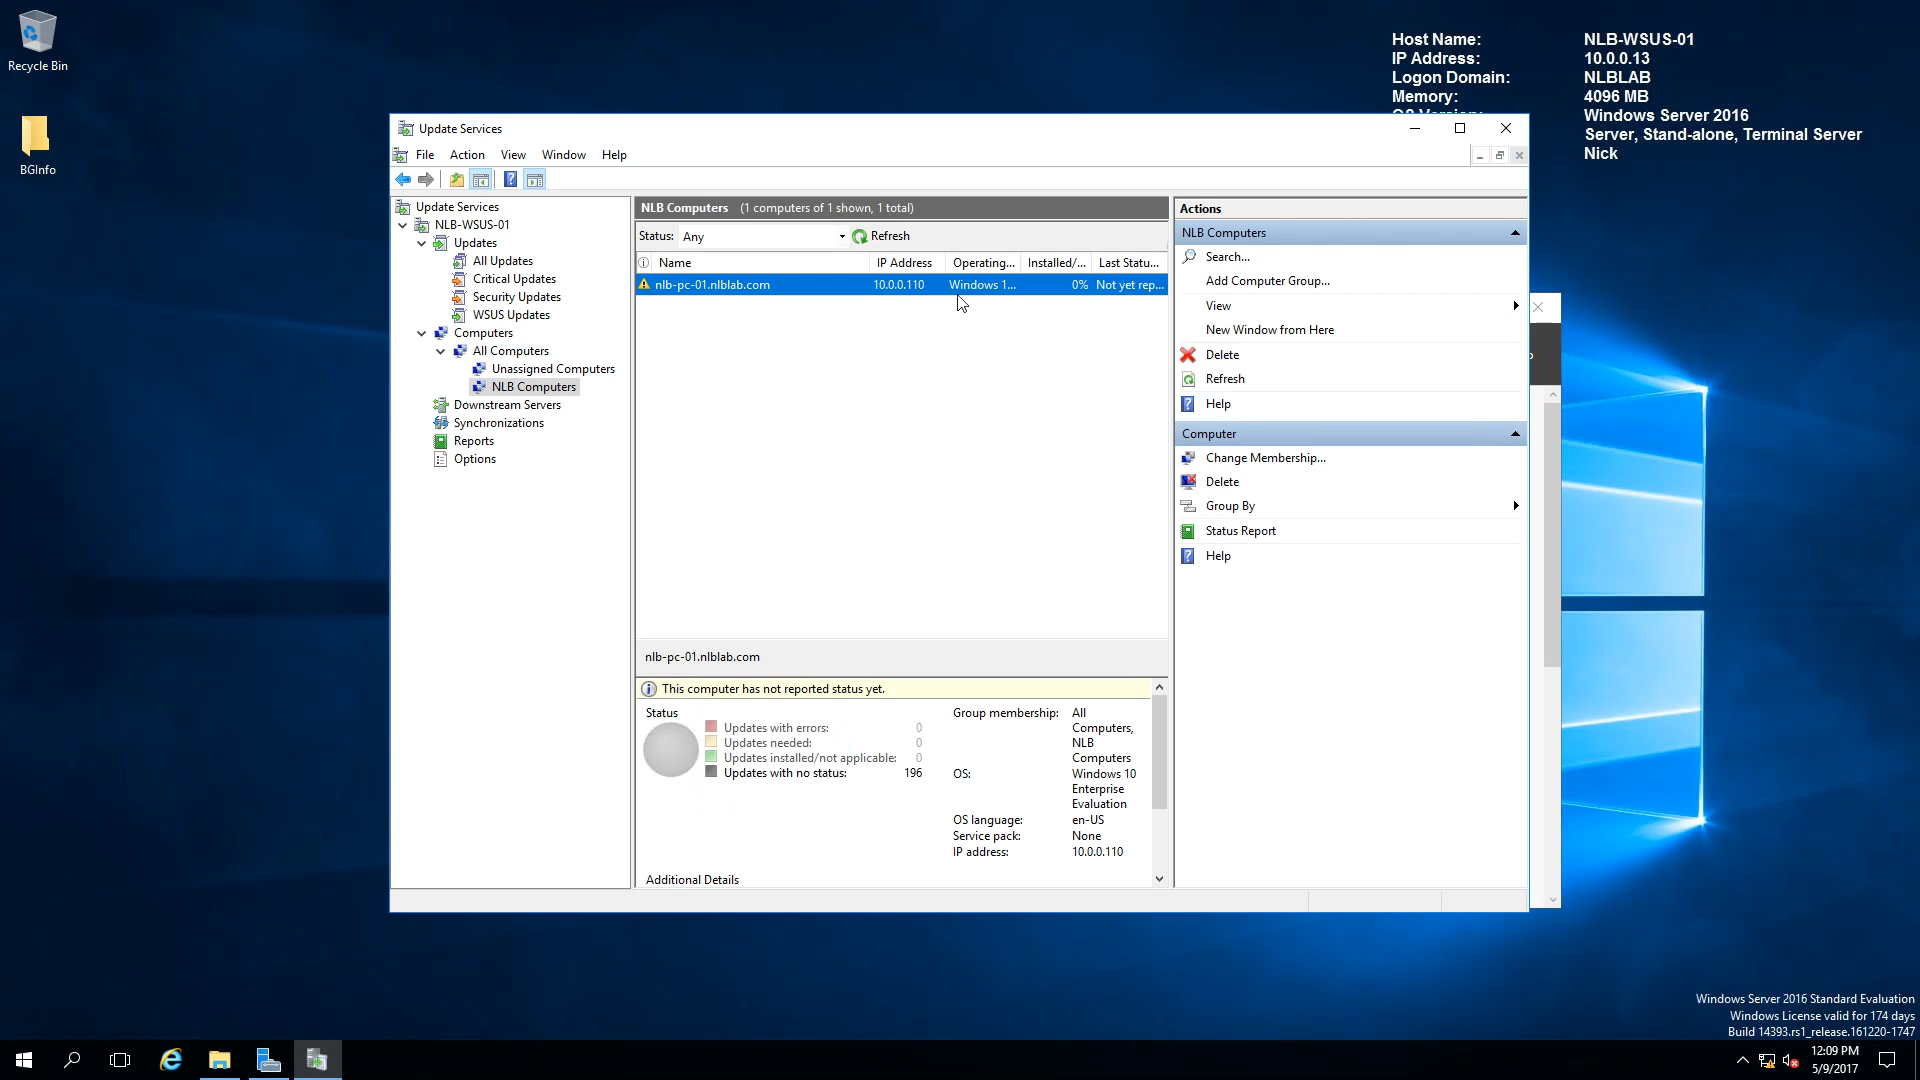 Recycle Bin
BGInfo
Host Name: NLB-WSUS-01
IP Address: 10.0.0.13
Logon Domain: NLBLAB
Memory: 4096 MB
Windows Server 2016
Server, Stand-alone, Terminal Server
Nick
Update Services
File Action View Window Help
Update Services
NLB-WSUS-01
Updates
All Updates
Critical Updates
Security Updates
WSUS Updates
Computers
All Computers
Unassigned Computers
NLB Computers
Downstream Servers
Synchronizations
Reports
Options
NLB Computers (1 computers of 1 shown, 1 total)
Status: Any Refresh
Name IP Address Operating... Installed/... Last Statu...
nlb-pc-01.nlblab.com 10.0.0.110 Windows 1... 0% Not yet rep...
nlb-pc-01.nlblab.com
This computer has not reported status yet.
Status
Updates with errors: 0
Updates needed: 0
Updates installed/not applicable: 0
Updates with no status: 196
Group membership: All
Computers,
NLB
Computers
OS: Windows 10
Enterprise
Evaluation
OS language: en-US
Service pack: None
IP address: 10.0.0.110
Additional Details
Actions
NLB Computers
Search...
Add Computer Group...
View
New Window from Here
Delete
Refresh
Help
Computer
Change Membership...
Delete
Group By
Status Report
Help
Windows Server 2016 Standard Evaluation
Windows License valid for 174 days
Build 14393.rs1_release.161220-1747
12:09 PM
5/9/2017